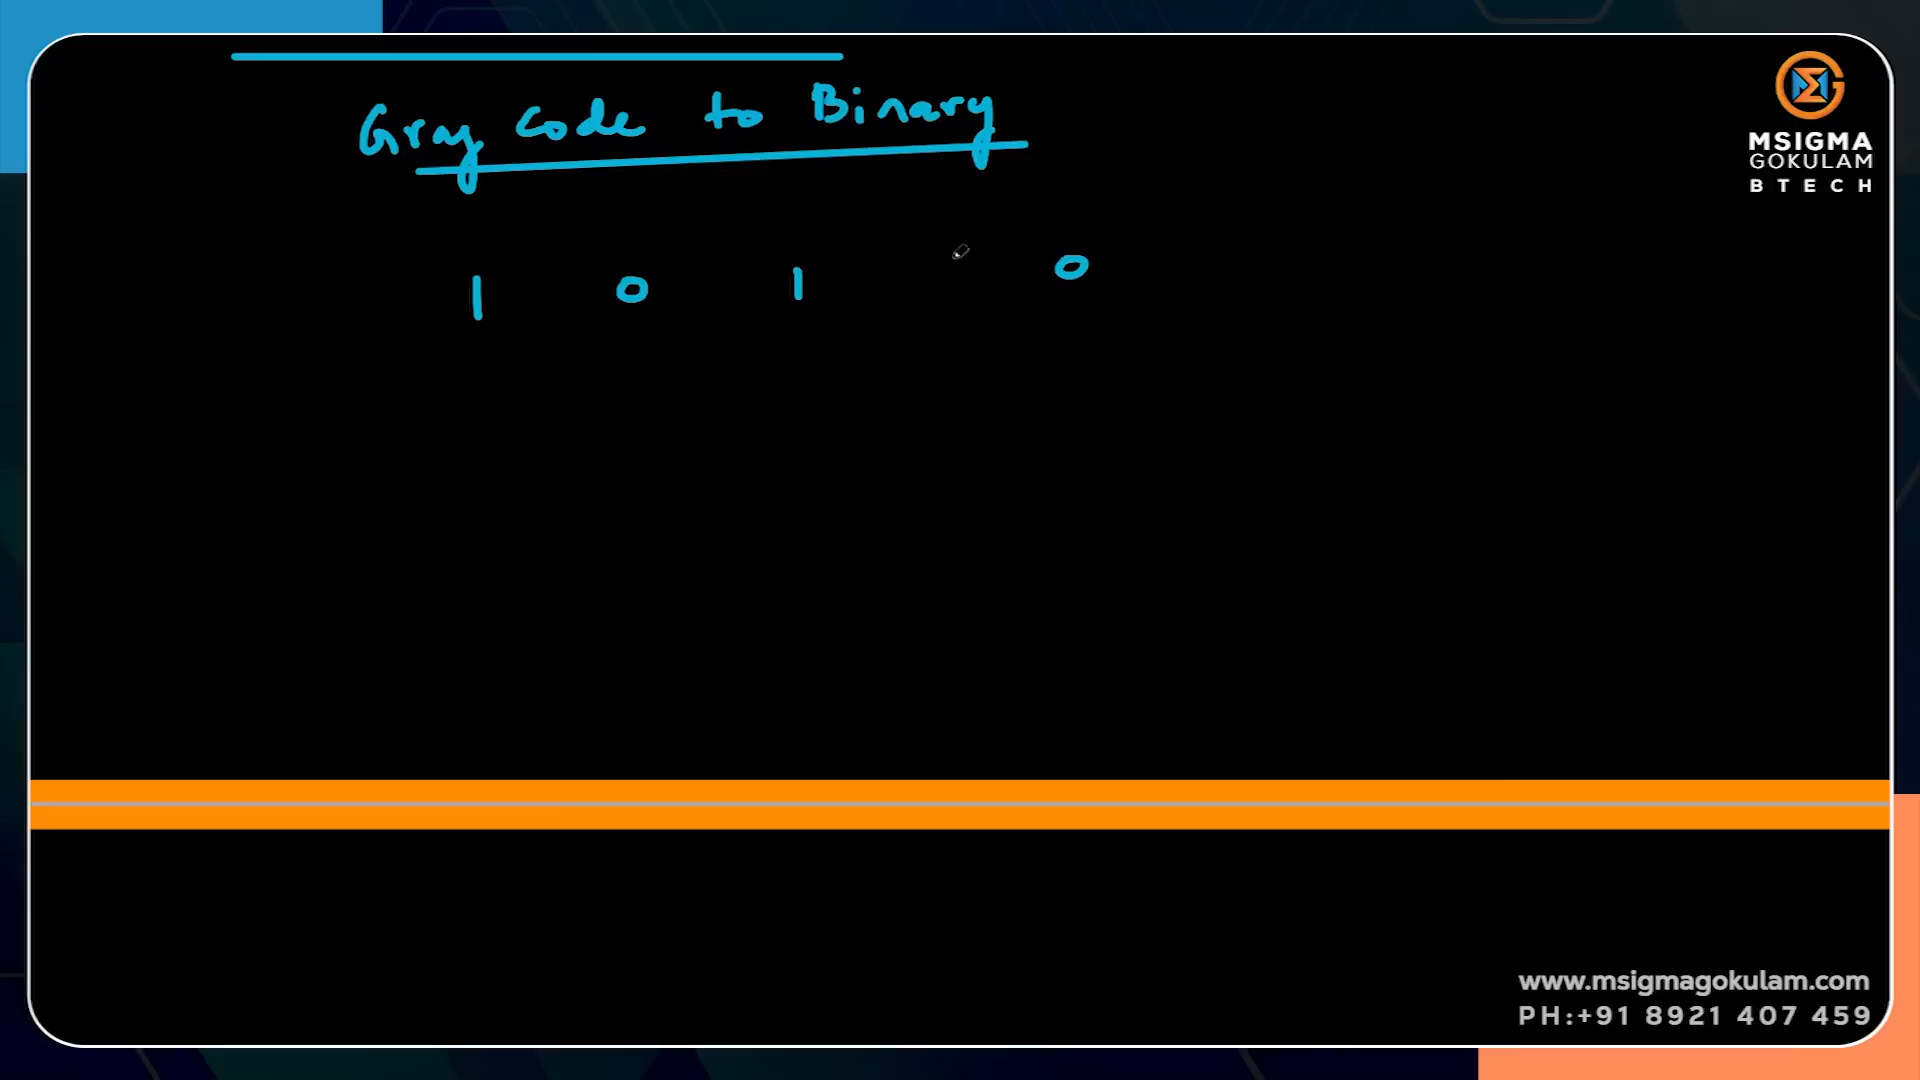 Gray Code to Binary
1 0 1 0
MSIGMA
GOKULAM
BTECH
www.msigmagokulam.com
PH:+91 8921 407 459